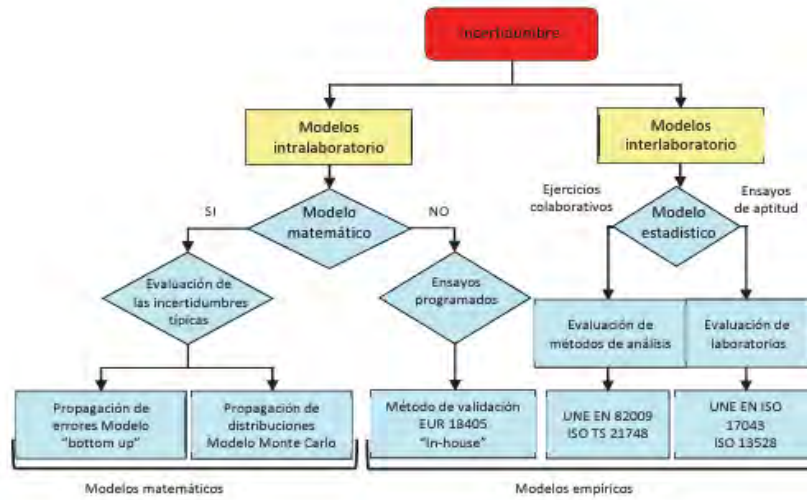 Incertidumbre
Modelos
intralaboratorio
Modelos
interlaboratorio
SI
Modelo
matemático
NO
Ejercicios
colaborativos
Modelo
estadístico
Ensayos
de aptitud
Evaluación de
las incertidumbres
típicas
Ensayos
programados
Evaluación de
métodos de análisis
Evaluación de
laboratorios
Propagación de
errores Modelo
"bottom up"
Propagación de
distribuciones
Modelo Monte Carlo
Método de validación
EUR 18405
"In-house"
UNE EN 82009
ISO TS 21748
UNE EN ISO
17043
ISO 13528
Modelos matemáticos
Modelos empíricos